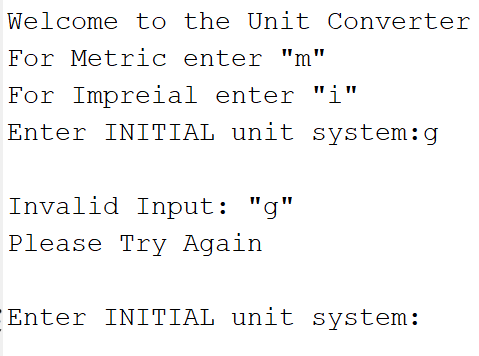 Welcome to the Unit Converter
For Metric enter "m"
For Impreial enter "i"
Enter INITIAL unit system:g
Invalid Input: "g"
Please Try Again
Enter INITIAL unit system: